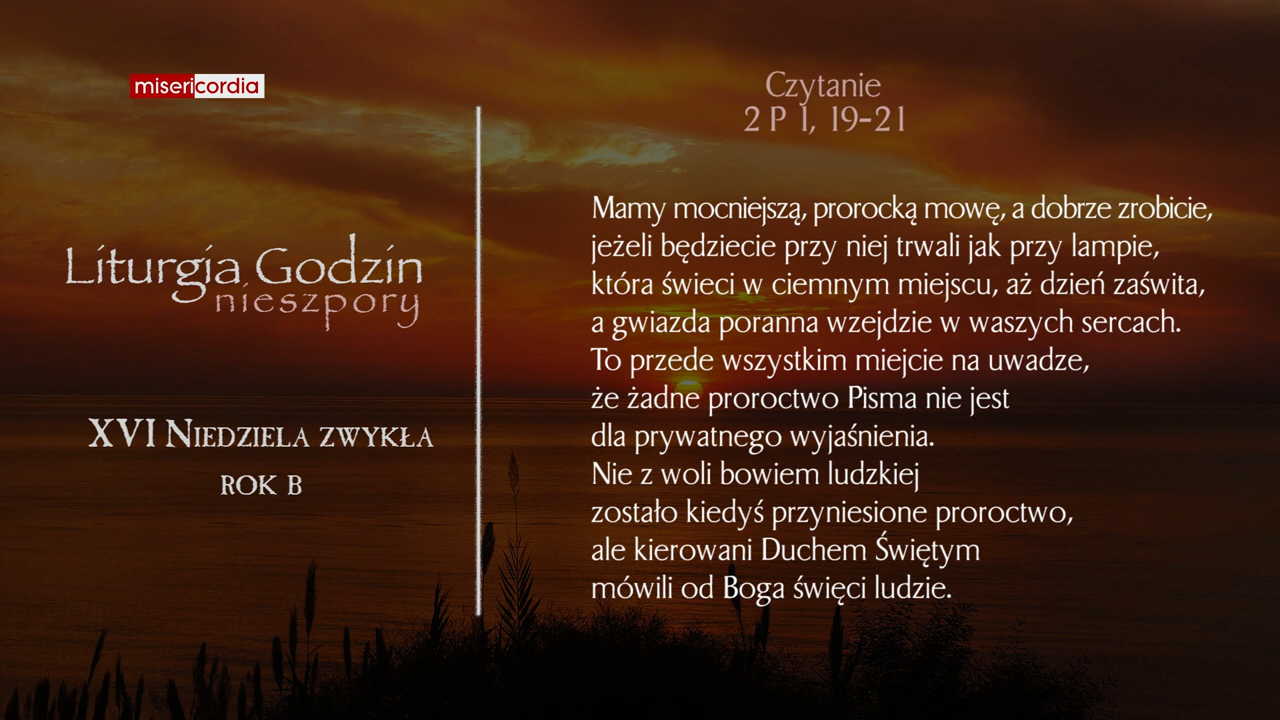 misericordia
Liturgia Godzin
nieszpory
XVI Niedziela zwykła
rok B
Czytanie
2 P 1, 19-21
Mamy mocniejszą, prorocką mowę, a dobrze zrobicie,
jeżeli będziecie przy niej trwali jak przy lampie,
która świeci w ciemnym miejscu, aż dzień zaświta,
a gwiazda poranna wzejdzie w waszych sercach.
To przede wszystkim miejcie na uwadze,
że żadne proroctwo Pisma nie jest
dla prywatnego wyjaśnienia.
Nie z woli bowiem ludzkiej
zostało kiedyś przyniesione proroctwo,
ale kierowani Duchem Świętym
mówili od Boga święci ludzie.